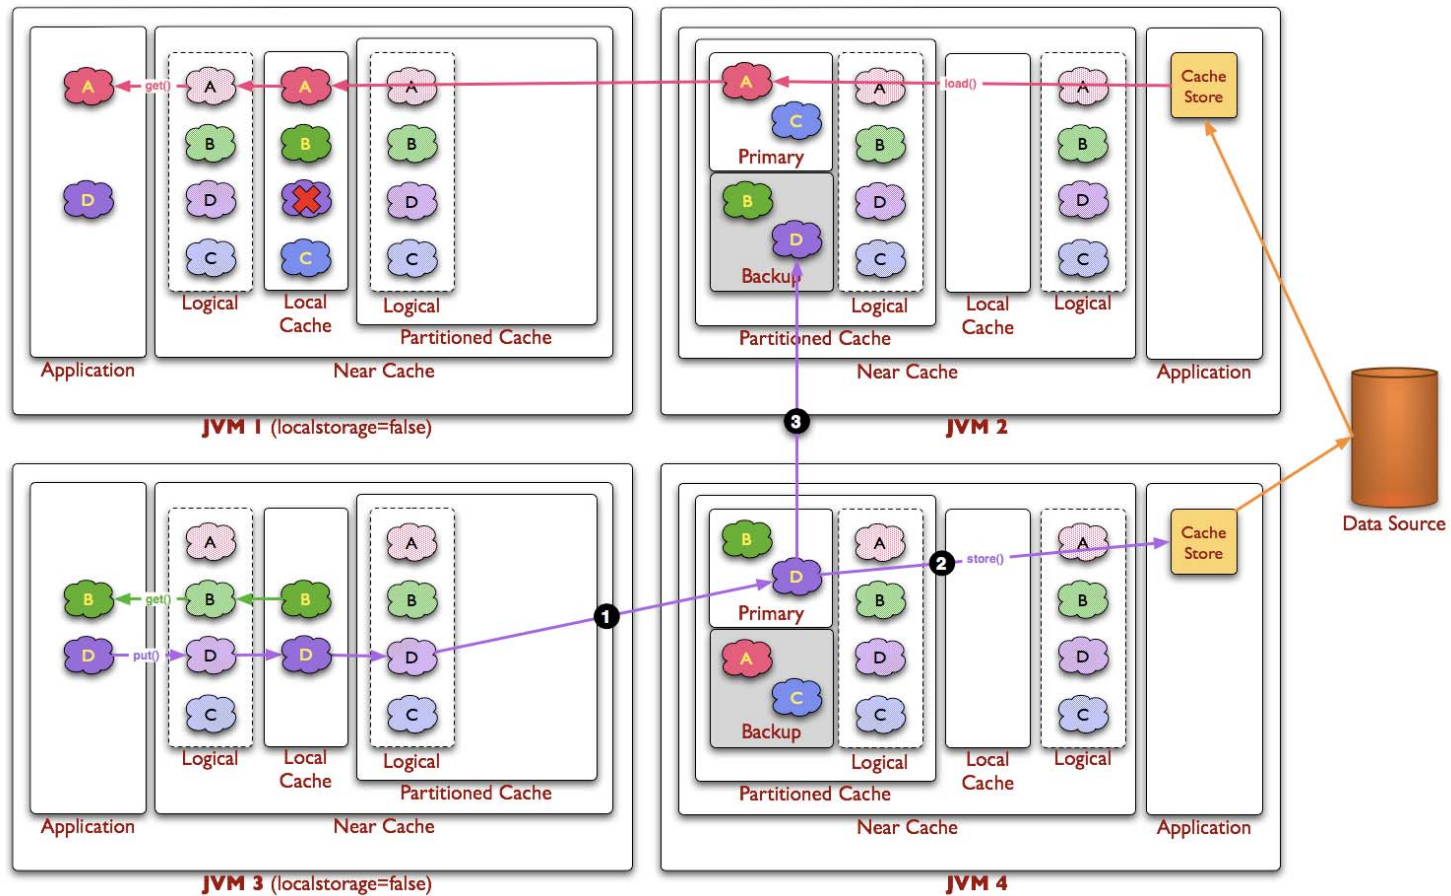 A get() A A A A A load() A Cache
Store
B B B C B B
Primary
D D D B D D
C C C D C C
Backup
Logical Local
Cache Logical Logical Local
Cache Logical
Partitioned Cache Partitioned Cache
Application Near Cache Near Cache Application
JVM 1 (localstorage=false) 3 JVM 2
Data Source
A A B A A Cache
Store
2 store()
B get() B B B D B B
1 Primary
D put() D D D A D D
C C C C C
Backup
Logical Local
Cache Logical Logical Local
Cache Logical
Partitioned Cache Partitioned Cache
Application Near Cache Near Cache Application
JVM 3 (localstorage=false) JVM 4